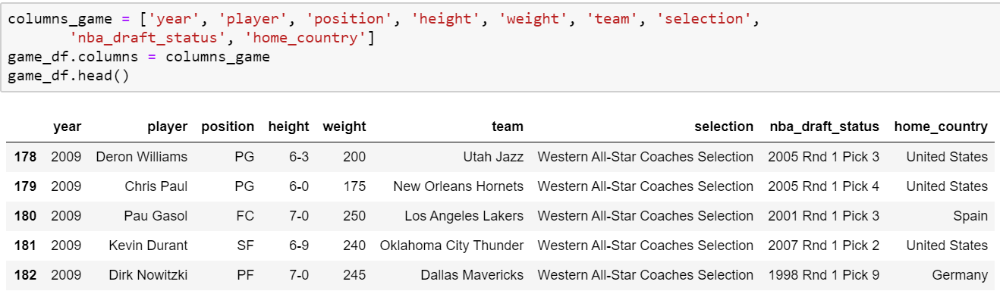 columns_game = ['year', 'player', 'position', 'height', 'weight', 'team', 'selection',
'nba_draft_status', 'home_country']
game_df.columns = columns_game
game_df.head()
year player position height weight team selection nba_draft_status home_country
178 2009 Deron Williams PG 6-3 200 Utah Jazz Western All-Star Coaches Selection 2005 Rnd 1 Pick 3 United States
179 2009 Chris Paul PG 6-0 175 New Orleans Hornets Western All-Star Coaches Selection 2005 Rnd 1 Pick 4 United States
180 2009 Pau Gasol FC 7-0 250 Los Angeles Lakers Western All-Star Coaches Selection 2001 Rnd 1 Pick 3 Spain
181 2009 Kevin Durant SF 6-9 240 Oklahoma City Thunder Western All-Star Coaches Selection 2007 Rnd 1 Pick 2 United States
182 2009 Dirk Nowitzki PF 7-0 245 Dallas Mavericks Western All-Star Coaches Selection 1998 Rnd 1 Pick 9 Germany